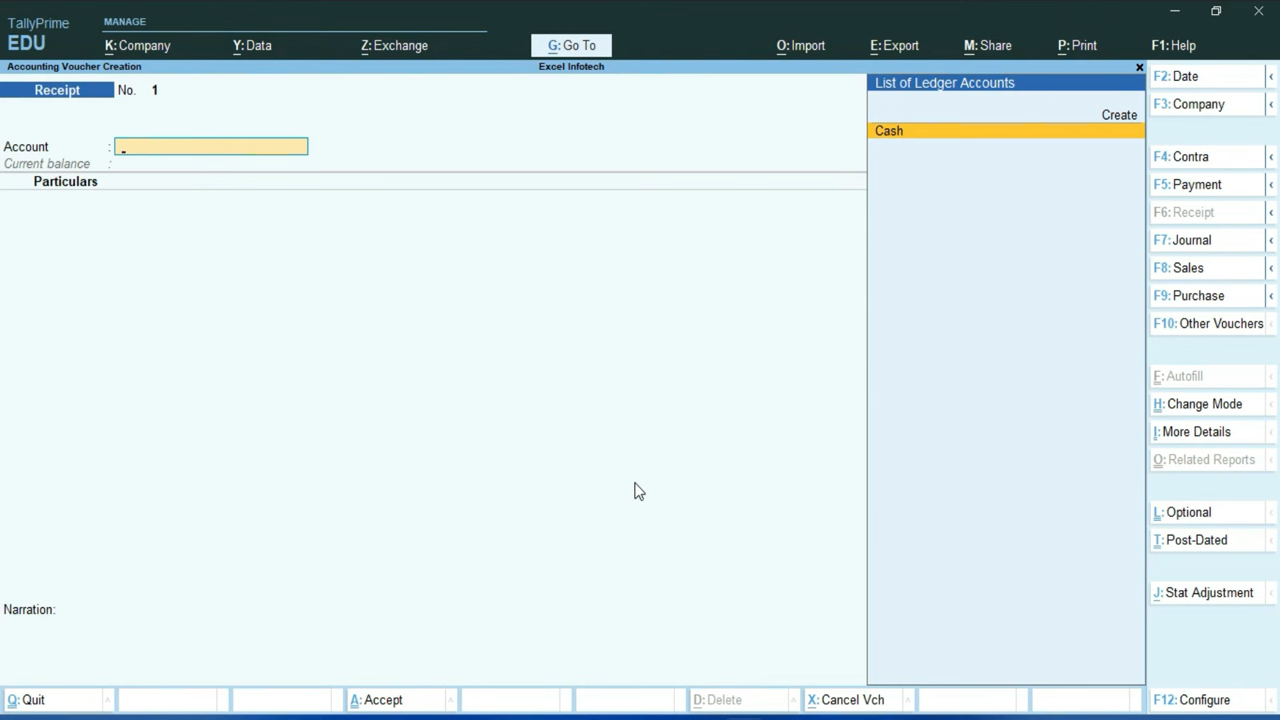 TallyPrime
EDU
MANAGE
K: Company
Y: Data
Z: Exchange
G: Go To
O: Import
E: Export
M: Share
P: Print
F1: Help
Accounting Voucher Creation
Excel Infotech
Receipt No. 1
Account :
Current balance :
Particulars
Narration:
List of Ledger Accounts
Create
Cash
F2: Date
F3: Company
F4: Contra
F5: Payment
F6: Receipt
F7: Journal
F8: Sales
F9: Purchase
F10: Other Vouchers
F: Autofill
H: Change Mode
I: More Details
O: Related Reports
L: Optional
T: Post-Dated
J: Stat Adjustment
Q: Quit
A: Accept
D: Delete
X: Cancel Vch
F12: Configure